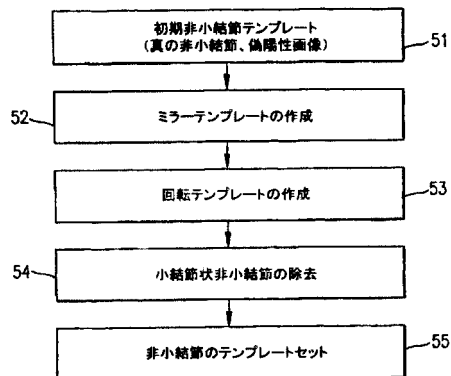 初期非小結節テンプレート
(真の非小結節、偽陽性画像)
51
52
ミラーテンプレートの作成
回転テンプレートの作成
53
54
小結節状非小結節の除去
非小結節のテンプレートセット
55